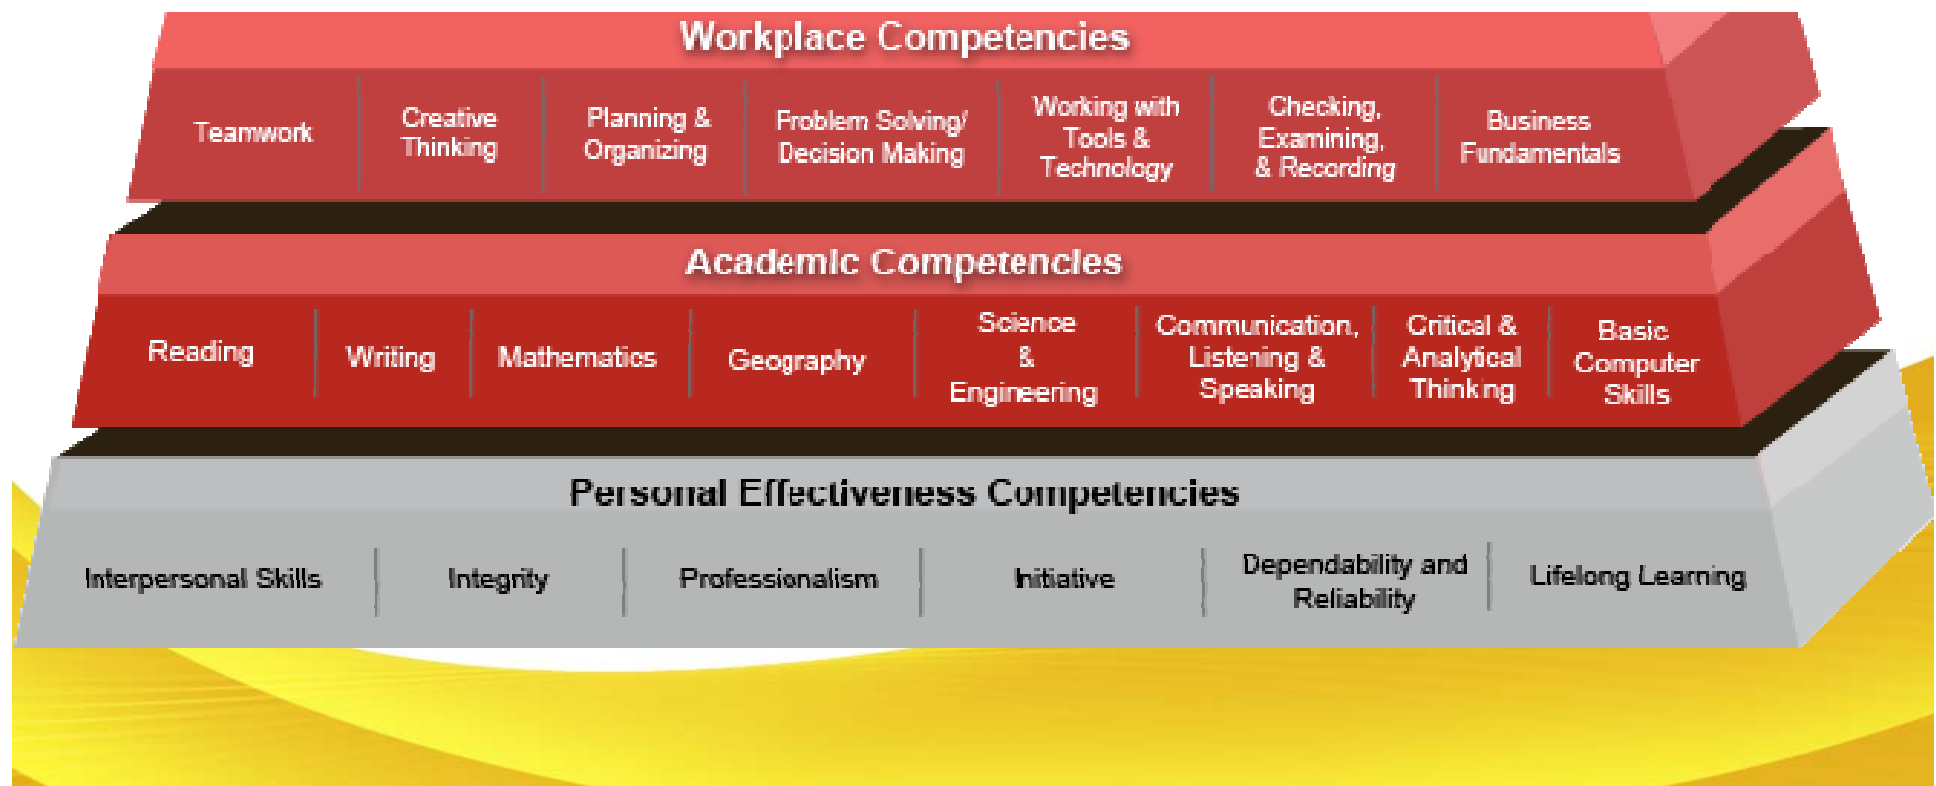 Workplace Competencies
Teamwork
Creative
Thinking
Planning &
Organizing
Problem Solving/
Decision Making
Working with
Tools &
Technology
Checking,
Examining,
& Recording
Business
Fundamentals
Academic Competencies
Reading
Writing
Mathematics
Geography
Science
&
Engineering
Communication,
Listening &
Speaking
Critical &
Analytical
Thinking
Basic
Computer
Skills
Personal Effectiveness Competencies
Interpersonal Skills
Integrity
Professionalism
Initiative
Dependability and
Reliability
Lifelong Learning